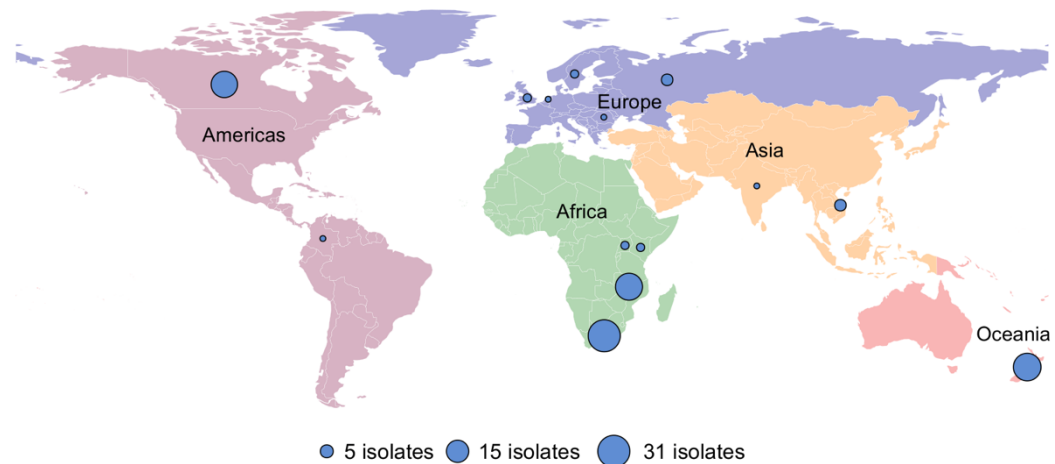 Europe
Americas
Asia
Africa
Oceania
5 isolates 15 isolates 31 isolates